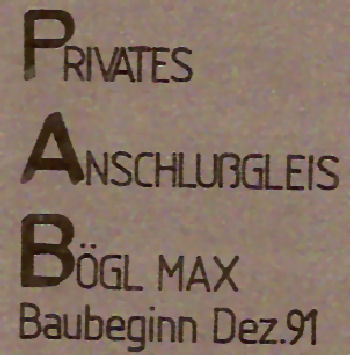 PRIVATES
ANSCHLUßGLEIS
BÖGL MAX
Baubeginn Dez.91